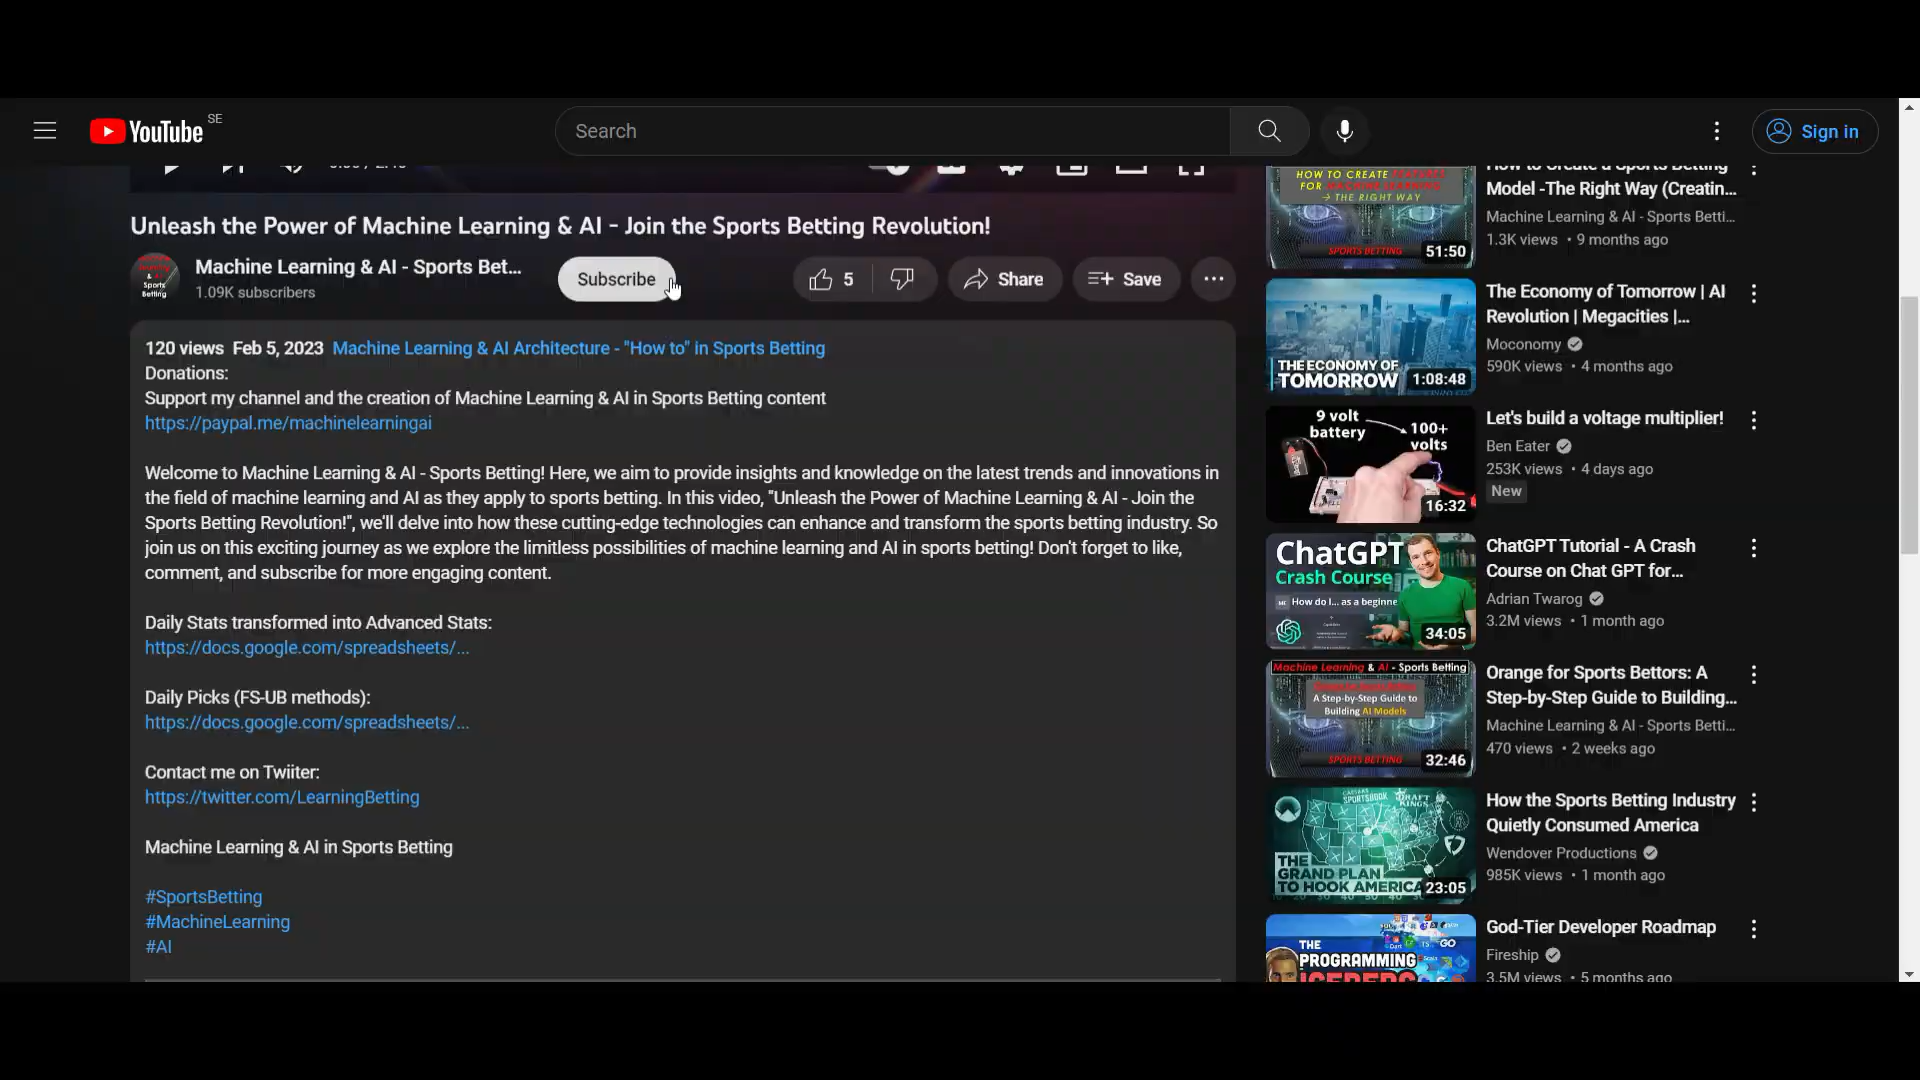 YouTube SE
Search
Sign in
Unleash the Power of Machine Learning & AI - Join the Sports Betting Revolution!
Machine Learning & AI - Sports Bet...
1.09K subscribers
Subscribe
5
Share
Save
120 views Feb 5, 2023 Machine Learning & AI Architecture - "How to" in Sports Betting
Donations:
Support my channel and the creation of Machine Learning & AI in Sports Betting content
https://paypal.me/machinelearningai
Welcome to Machine Learning & AI - Sports Betting! Here, we aim to provide insights and knowledge on the latest trends and innovations in
the field of machine learning and AI as they apply to sports betting. In this video, "Unleash the Power of Machine Learning & AI - Join the
Sports Betting Revolution!", we'll delve into how these cutting-edge technologies can enhance and transform the sports betting industry. So
join us on this exciting journey as we explore the limitless possibilities of machine learning and AI in sports betting! Don't forget to like,
comment, and subscribe for more engaging content.
Daily Stats transformed into Advanced Stats:
https://docs.google.com/spreadsheets/...
Daily Picks (FS-UB methods):
https://docs.google.com/spreadsheets/...
Contact me on Twiiter:
https://twitter.com/LearningBetting
Machine Learning & AI in Sports Betting
#SportsBetting
#MachineLearning
#AI
HOW TO CREATE FEATURES
FOR MACHINE LEARNING
→ THE RIGHT WAY
SPORTS BETTING
51:50
How to Create a Sports Betting
Model -The Right Way (Creatin...
Machine Learning & AI - Sports Betti...
1.3K views • 9 months ago
THE ECONOMY OF
TOMORROW
1:08:48
The Economy of Tomorrow | AI
Revolution | Megacities |...
Moconomy
590K views • 4 months ago
9 volt
battery
100+
volts
16:32
Let's build a voltage multiplier!
Ben Eater
253K views • 4 days ago
New
ChatGPT
Crash Course
How do I... as a beginne
34:05
ChatGPT Tutorial - A Crash
Course on Chat GPT for...
Adrian Twarog
3.2M views • 1 month ago
Machine Learning & AI - Sports Betting
A Step-by-Step Guide to
Building AI Models
SPORTS BETTING
32:46
Orange for Sports Bettors: A
Step-by-Step Guide to Building...
Machine Learning & AI - Sports Betti...
470 views • 2 weeks ago
CAESARS
SPORTSBOOK
DRAFT
KINGS
THE
GRAND PLAN
TO HOOK AMERICA
23:05
How the Sports Betting Industry
Quietly Consumed America
Wendover Productions
985K views • 1 month ago
THE
PROGRAMMING
ICEBERG
GO
God-Tier Developer Roadmap
Fireship
3.5M views • 5 months ago